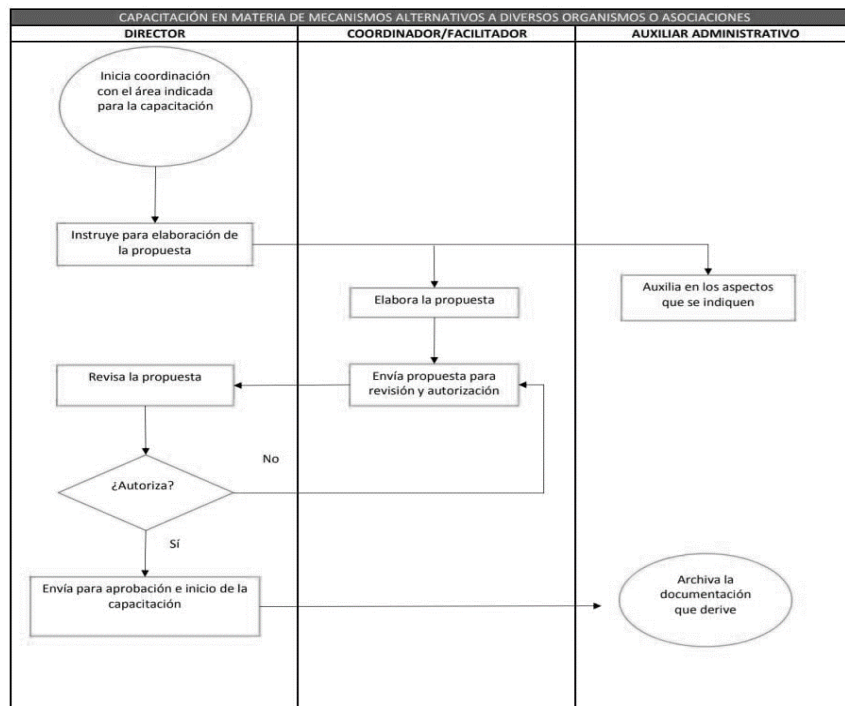 CAPACITACIÓN EN MATERIA DE MECANISMOS ALTERNATIVOS A DIVERSOS ORGANISMOS O ASOCIACIONES
DIRECTOR
COORDINADOR/FACILITADOR
AUXILIAR ADMINISTRATIVO
Inicia coordinación
con el área indicada
para la capacitación
Instruye para elaboración de
la propuesta
Elabora la propuesta
Auxilia en los aspectos
que se indiquen
Revisa la propuesta
Envía propuesta para
revisión y autorización
No
¿Autoriza?
Sí
Envía para aprobación e inicio de la
capacitación
Archiva la
documentación
que derive